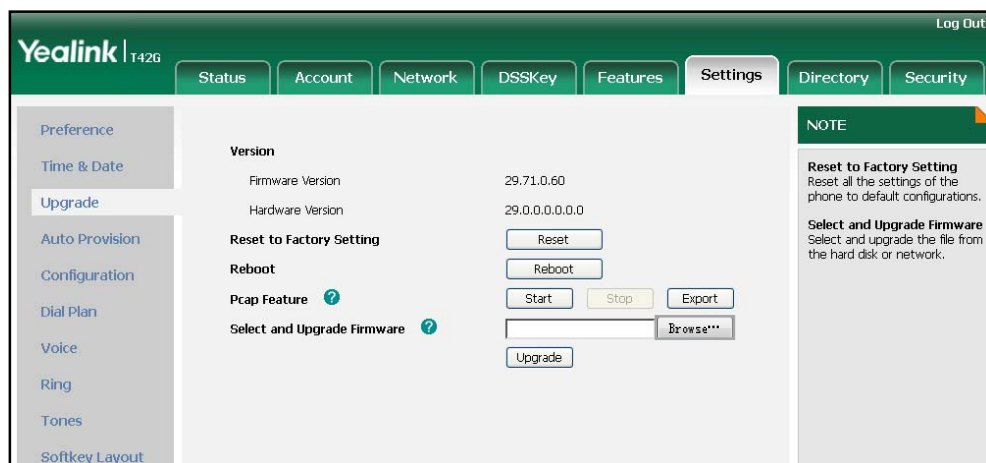 Log Out
Yealink | T42G
Status Account Network DSSKey Features Settings Directory Security
Preference
Time & Date
Upgrade
Auto Provision
Configuration
Dial Plan
Voice
Ring
Tones
Softkey Layout
Version
Firmware Version 29.71.0.60
Hardware Version 29.0.0.0.0.0.0
Reset to Factory Setting Reset
Reboot Reboot
Pcap Feature ? Start Stop Export
Select and Upgrade Firmware ? Browse...
Upgrade
NOTE
Reset to Factory Setting
Reset all the settings of the
phone to default configurations.
Select and Upgrade Firmware
Select and upgrade the file from
the hard disk or network.